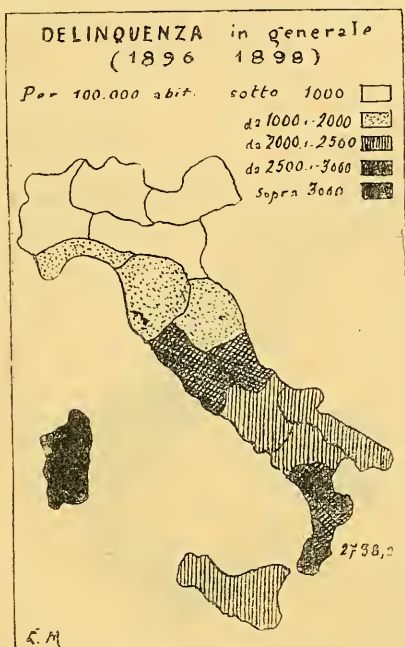 DELINQUENZA in generale
(1896 1898)
Per 100.000 abit. sotto 1000
da 1000 a 2000
da 2000 a 2500
da 2500 a 3000
Sopra 3000
2738,2
E. M